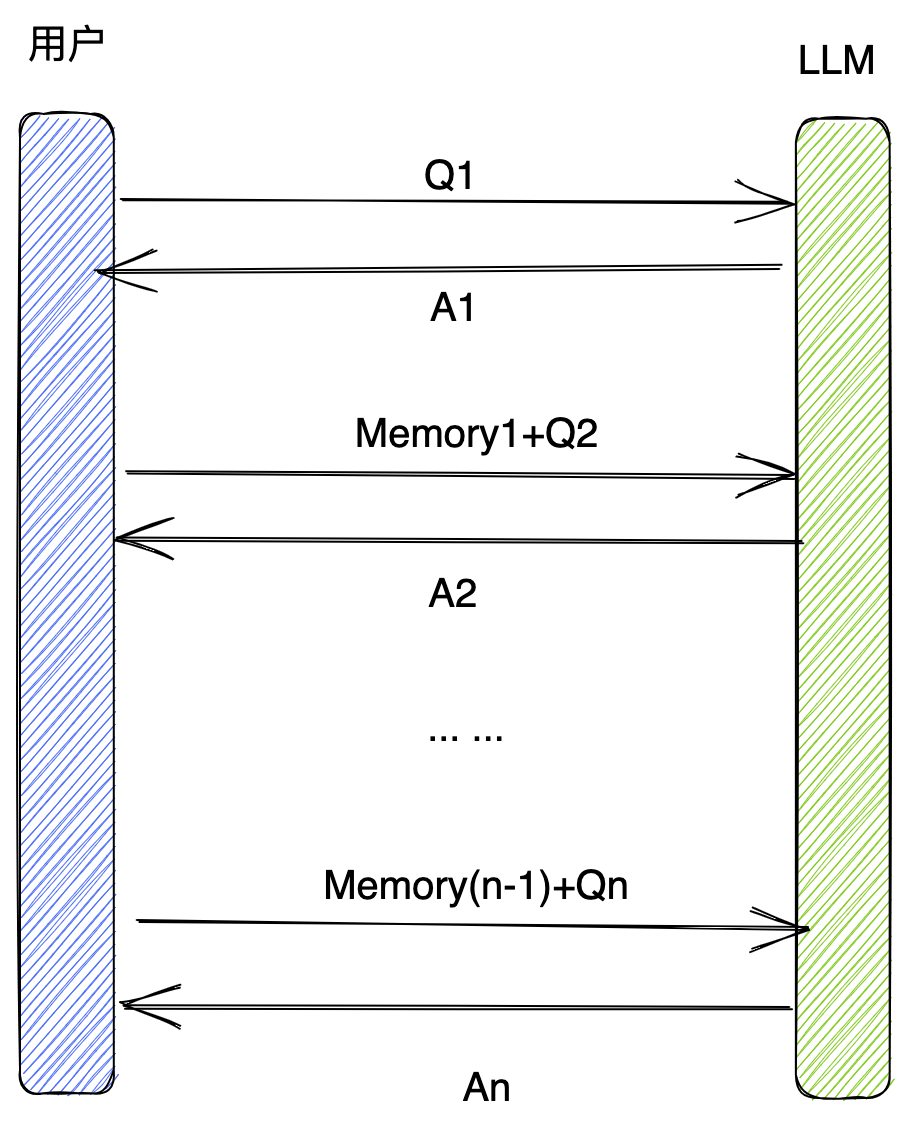 用户
LLM
Q1
A1
Memory1+Q2
A2
... ...
Memory(n-1)+Qn
An